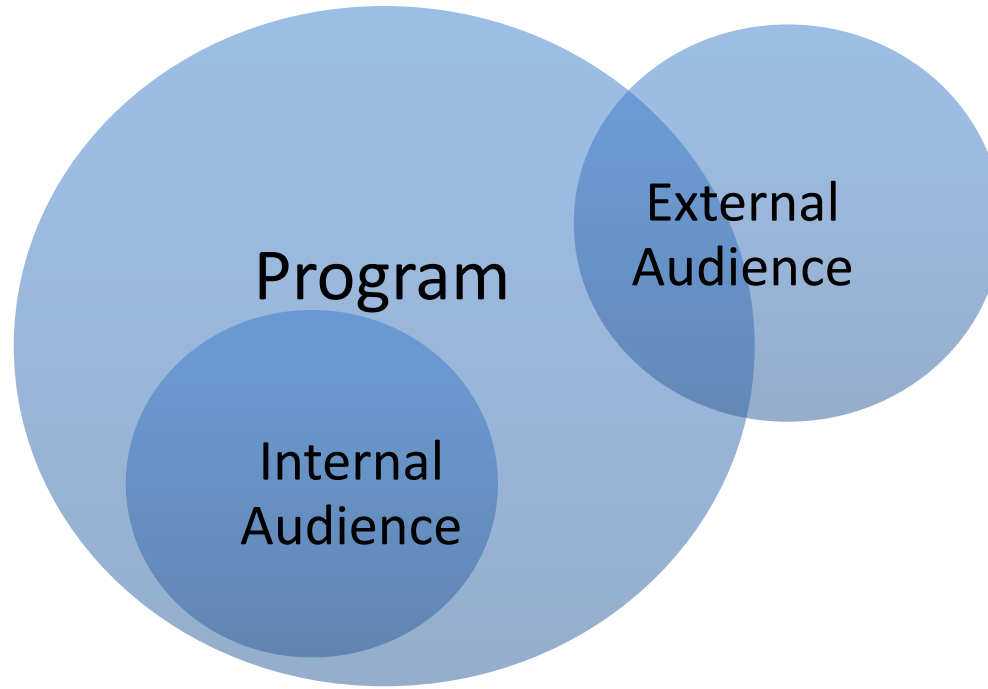 Program
External
Audience
Internal
Audience